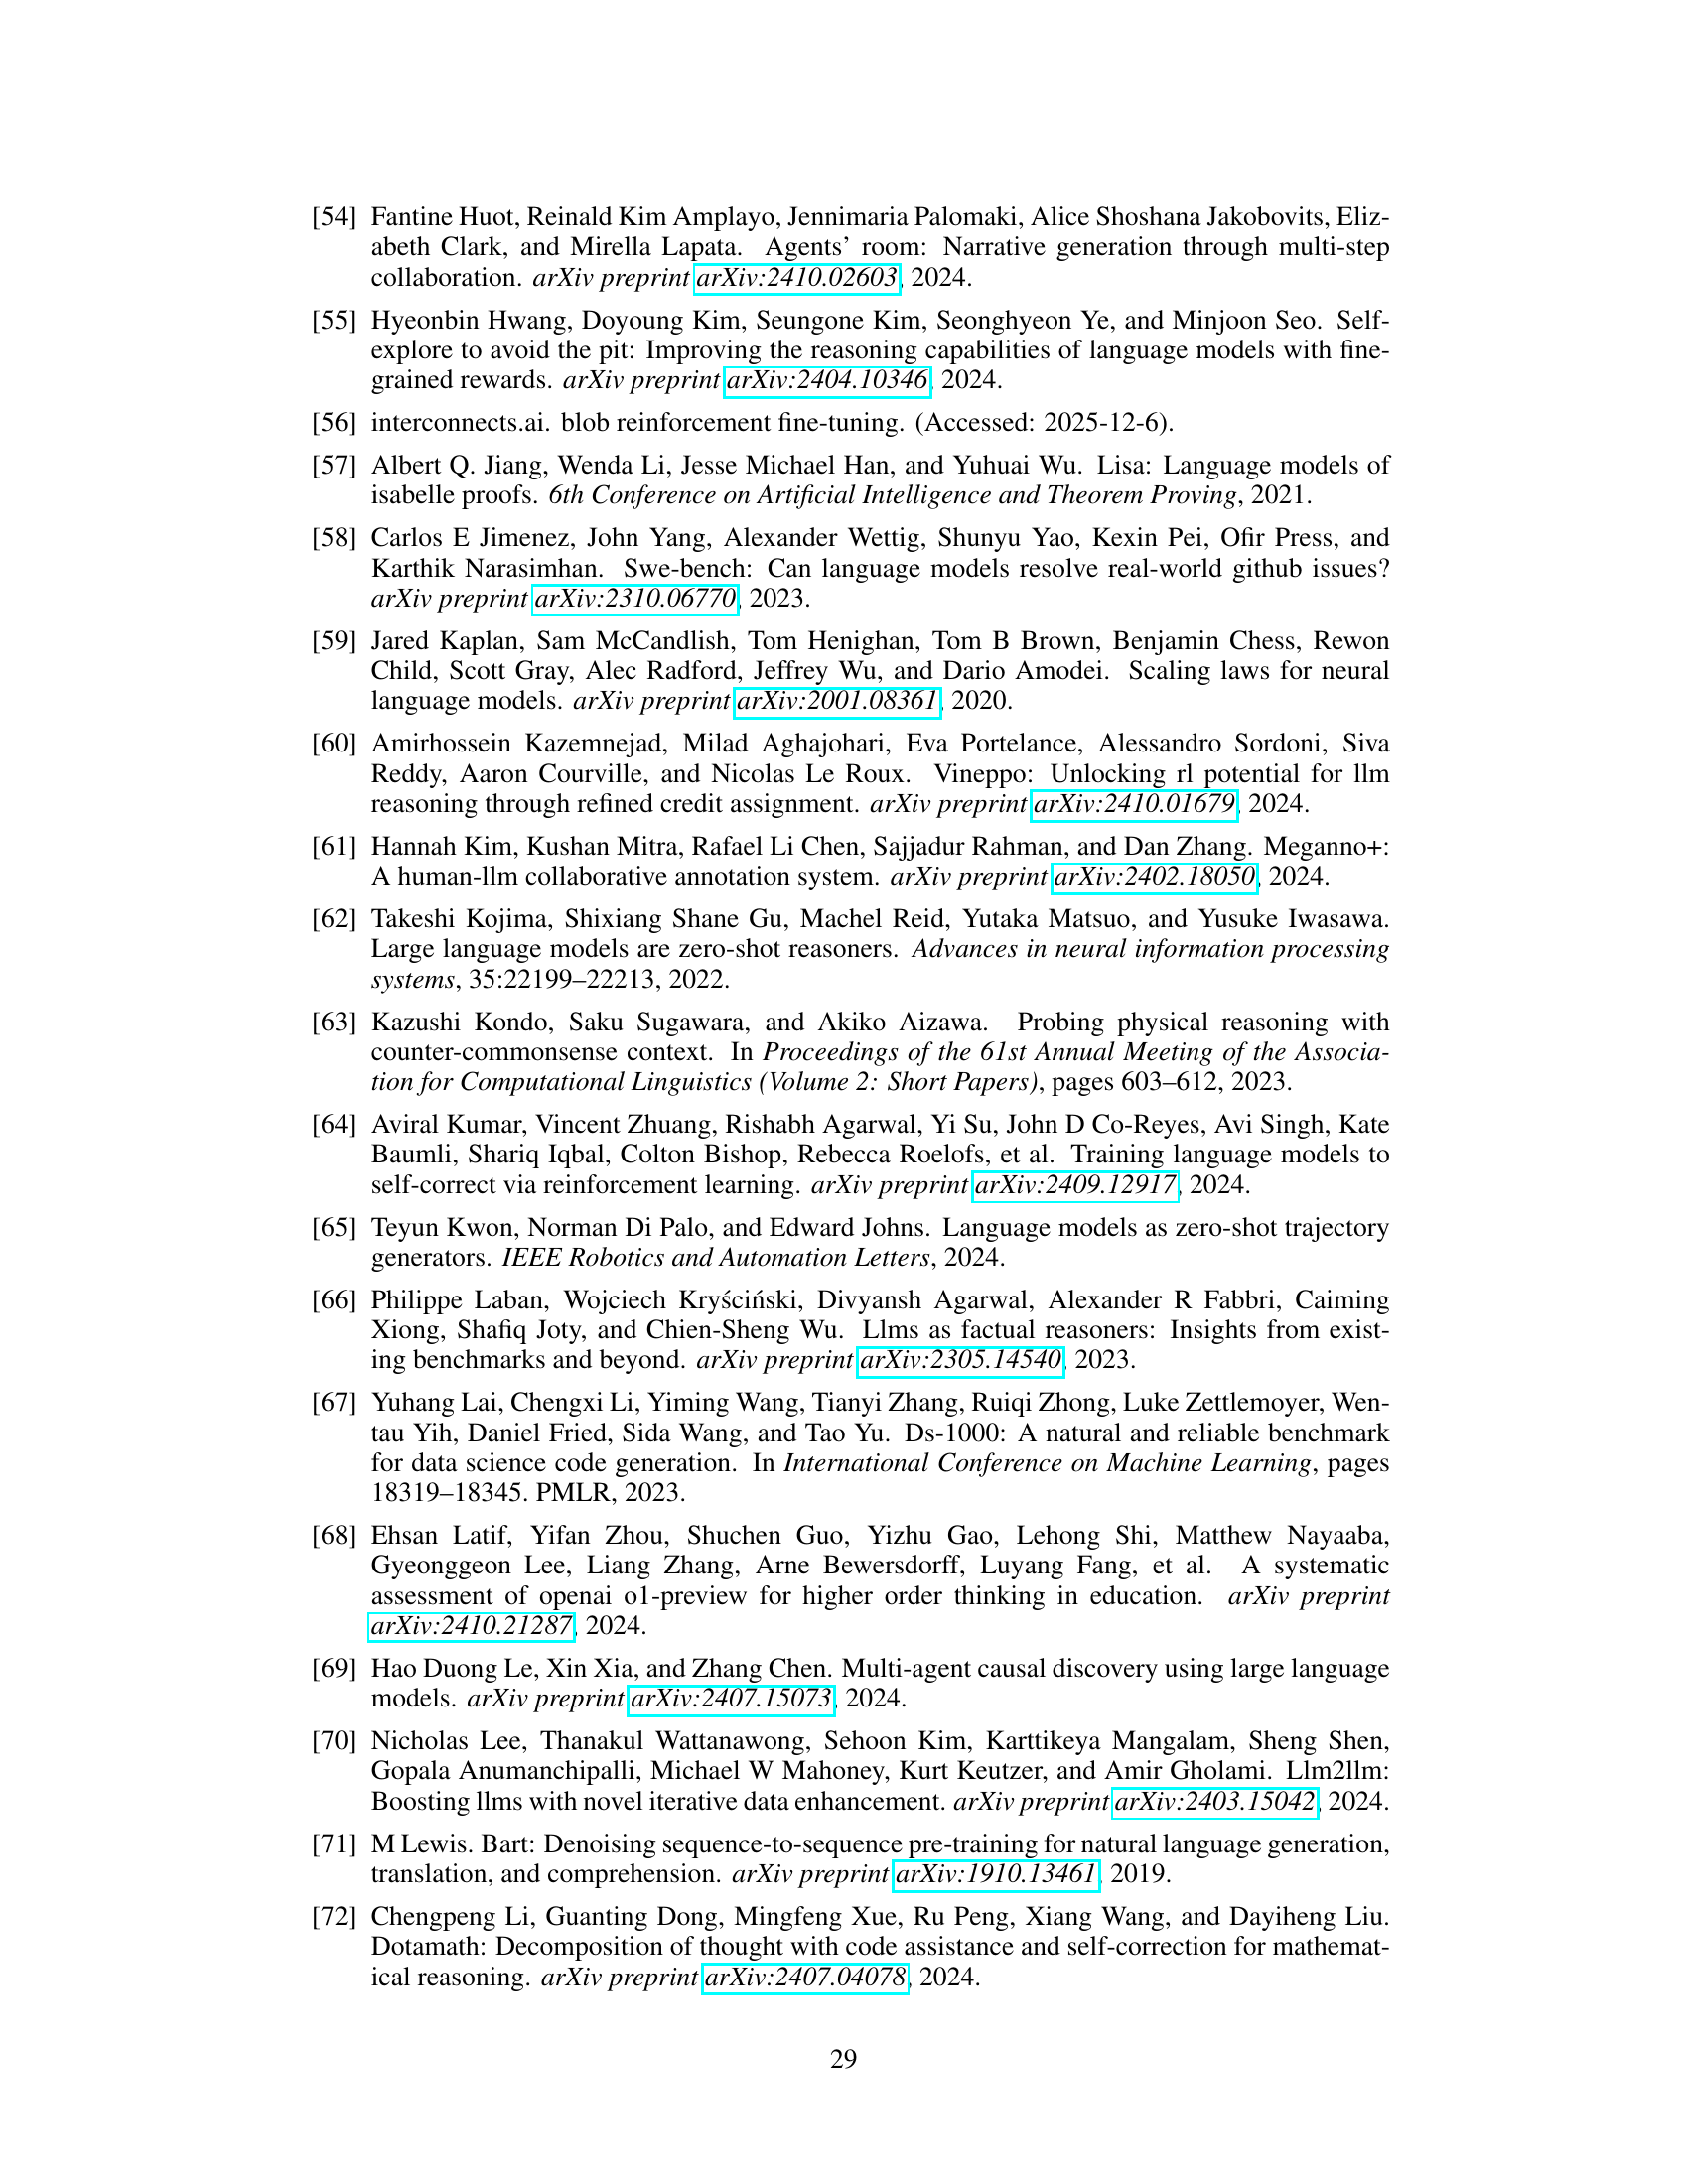 [54] Fantine Huot, Reinald Kim Amplayo, Jennimaria Palomaki, Alice Shoshana Jakobovits, Eliz-
abeth Clark, and Mirella Lapata. Agents’ room: Narrative generation through multi-step
collaboration. arXiv preprint arXiv:2410.02603, 2024.
[55] Hyeonbin Hwang, Doyoung Kim, Seungone Kim, Seonghyeon Ye, and Minjoon Seo. Self-
explore to avoid the pit: Improving the reasoning capabilities of language models with fine-
grained rewards. arXiv preprint arXiv:2404.10346, 2024.
[56] interconnects.ai. blob reinforcement fine-tuning. (Accessed: 2025-12-6).
[57] Albert Q. Jiang, Wenda Li, Jesse Michael Han, and Yuhuai Wu. Lisa: Language models of
isabelle proofs. 6th Conference on Artificial Intelligence and Theorem Proving, 2021.
[58] Carlos E Jimenez, John Yang, Alexander Wettig, Shunyu Yao, Kexin Pei, Ofir Press, and
Karthik Narasimhan. Swe-bench: Can language models resolve real-world github issues?
arXiv preprint arXiv:2310.06770, 2023.
[59] Jared Kaplan, Sam McCandlish, Tom Henighan, Tom B Brown, Benjamin Chess, Rewon
Child, Scott Gray, Alec Radford, Jeffrey Wu, and Dario Amodei. Scaling laws for neural
language models. arXiv preprint arXiv:2001.08361, 2020.
[60] Amirhossein Kazemnejad, Milad Aghajohari, Eva Portelance, Alessandro Sordoni, Siva
Reddy, Aaron Courville, and Nicolas Le Roux. Vineppo: Unlocking rl potential for llm
reasoning through refined credit assignment. arXiv preprint arXiv:2410.01679, 2024.
[61] Hannah Kim, Kushan Mitra, Rafael Li Chen, Sajjadur Rahman, and Dan Zhang. Meganno+:
A human-llm collaborative annotation system. arXiv preprint arXiv:2402.18050, 2024.
[62] Takeshi Kojima, Shixiang Shane Gu, Machel Reid, Yutaka Matsuo, and Yusuke Iwasawa.
Large language models are zero-shot reasoners. Advances in neural information processing
systems, 35:22199–22213, 2022.
[63] Kazushi Kondo, Saku Sugawara, and Akiko Aizawa. Probing physical reasoning with
counter-commonsense context. In Proceedings of the 61st Annual Meeting of the Associa-
tion for Computational Linguistics (Volume 2: Short Papers), pages 603–612, 2023.
[64] Aviral Kumar, Vincent Zhuang, Rishabh Agarwal, Yi Su, John D Co-Reyes, Avi Singh, Kate
Baumli, Shariq Iqbal, Colton Bishop, Rebecca Roelofs, et al. Training language models to
self-correct via reinforcement learning. arXiv preprint arXiv:2409.12917, 2024.
[65] Teyun Kwon, Norman Di Palo, and Edward Johns. Language models as zero-shot trajectory
generators. IEEE Robotics and Automation Letters, 2024.
[66] Philippe Laban, Wojciech Kryściński, Divyansh Agarwal, Alexander R Fabbri, Caiming
Xiong, Shafiq Joty, and Chien-Sheng Wu. Llms as factual reasoners: Insights from exist-
ing benchmarks and beyond. arXiv preprint arXiv:2305.14540, 2023.
[67] Yuhang Lai, Chengxi Li, Yiming Wang, Tianyi Zhang, Ruiqi Zhong, Luke Zettlemoyer, Wen-
tau Yih, Daniel Fried, Sida Wang, and Tao Yu. Ds-1000: A natural and reliable benchmark
for data science code generation. In International Conference on Machine Learning, pages
18319–18345. PMLR, 2023.
[68] Ehsan Latif, Yifan Zhou, Shuchen Guo, Yizhu Gao, Lehong Shi, Matthew Nayaaba,
Gyeonggeon Lee, Liang Zhang, Arne Bewersdorff, Luyang Fang, et al. A systematic
assessment of openai o1-preview for higher order thinking in education. arXiv preprint
arXiv:2410.21287, 2024.
[69] Hao Duong Le, Xin Xia, and Zhang Chen. Multi-agent causal discovery using large language
models. arXiv preprint arXiv:2407.15073, 2024.
[70] Nicholas Lee, Thanakul Wattanawong, Sehoon Kim, Karttikeya Mangalam, Sheng Shen,
Gopala Anumanchipalli, Michael W Mahoney, Kurt Keutzer, and Amir Gholami. Llm2llm:
Boosting llms with novel iterative data enhancement. arXiv preprint arXiv:2403.15042, 2024.
[71] M Lewis. Bart: Denoising sequence-to-sequence pre-training for natural language generation,
translation, and comprehension. arXiv preprint arXiv:1910.13461, 2019.
[72] Chengpeng Li, Guanting Dong, Mingfeng Xue, Ru Peng, Xiang Wang, and Dayiheng Liu.
Dotamath: Decomposition of thought with code assistance and self-correction for mathemat-
ical reasoning. arXiv preprint arXiv:2407.04078, 2024.
29